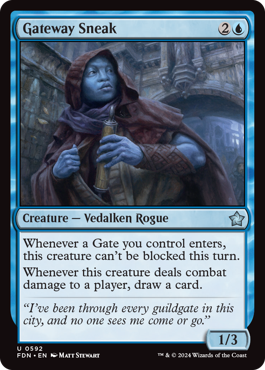 Gateway Sneak 2
Creature — Vedalken Rogue
Whenever a Gate you control enters,
this creature can't be blocked this turn.
Whenever this creature deals combat
damage to a player, draw a card.
“I've been through every guildgate in this
city, and no one sees me come or go.”
1/3
U 0592
FDN • EN MATT STEWART
™ & © 2024 Wizards of the Coast